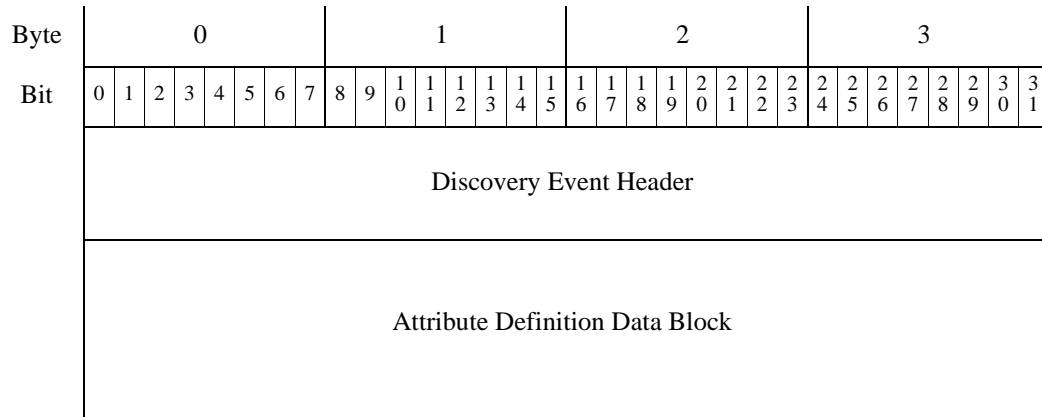 Byte 0 1 2 3
Bit 0 1 2 3 4 5 6 7 8 9 10 11 12 13 14 15 16 17 18 19 20 21 22 23 24 25 26 27 28 29 30 31
Discovery Event Header
Attribute Definition Data Block